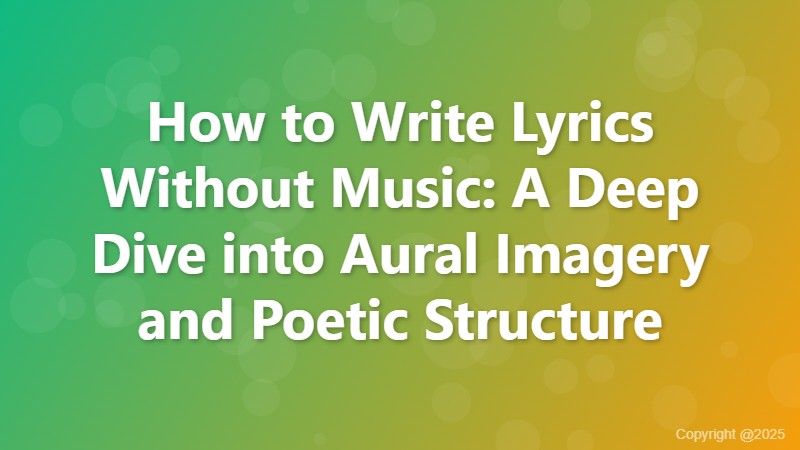 How to Write Lyrics
Without Music: A Deep
Dive into Aural Imagery
and Poetic Structure
Copyright @2025